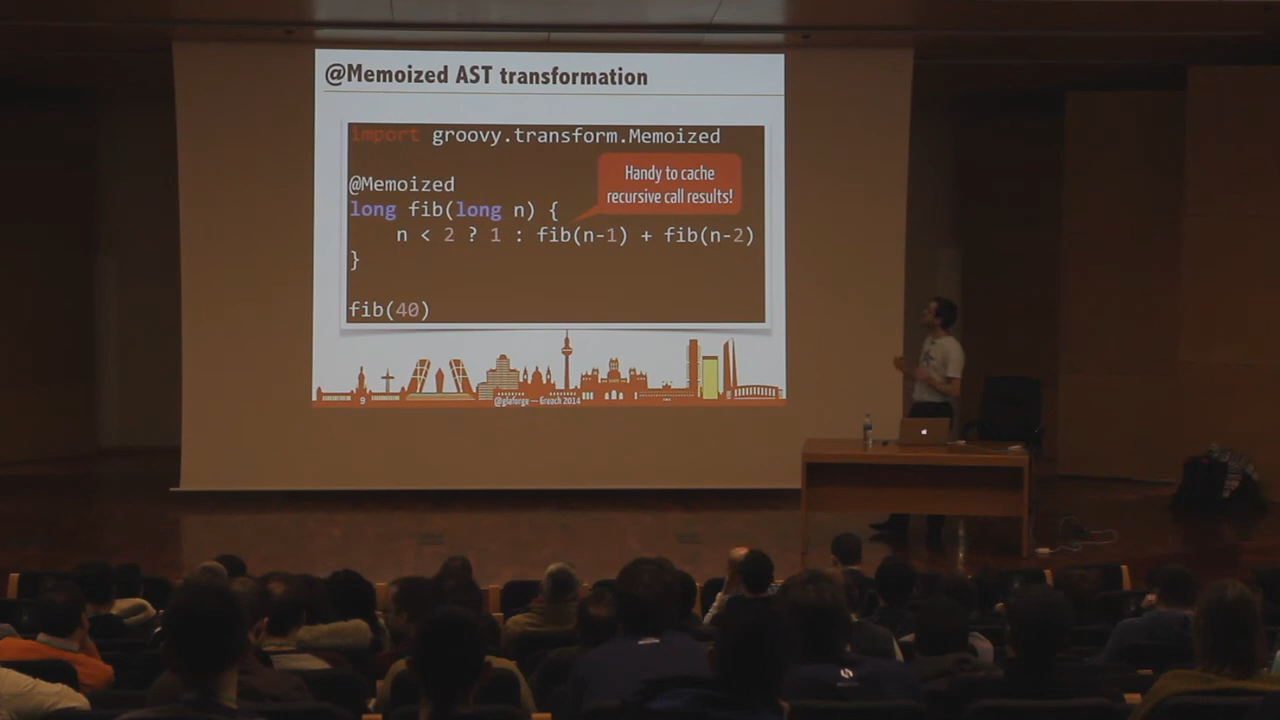 @Memoized AST transformation
import groovy.transform.Memoized
Handy to cache
recursive call results!
@Memoized
long fib(long n) {
n < 2 ? 1 : fib(n-1) + fib(n-2)
}
fib(40)
9
@glaforge — Greach 2014